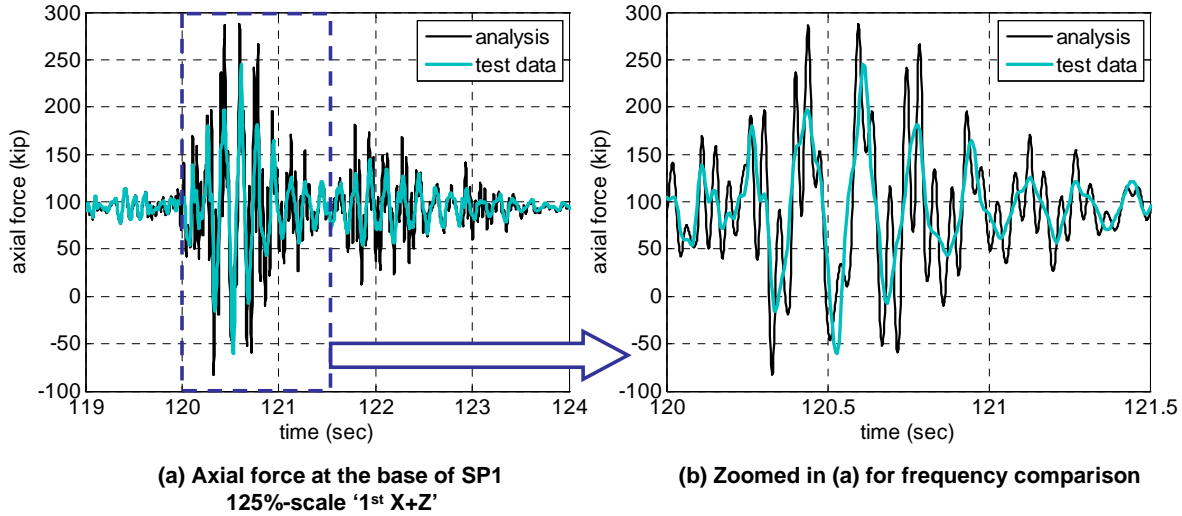 300
250
200
150
100
50
0
-50
-100
119
120
121
122
123
124
axial force (kip)
time (sec)
analysis
test data
(a) Axial force at the base of SP1
125%-scale ‘1st X+Z’
300
250
200
150
100
50
0
-50
-100
120
120.5
121
121.5
axial force (kip)
time (sec)
analysis
test data
(b) Zoomed in (a) for frequency comparison